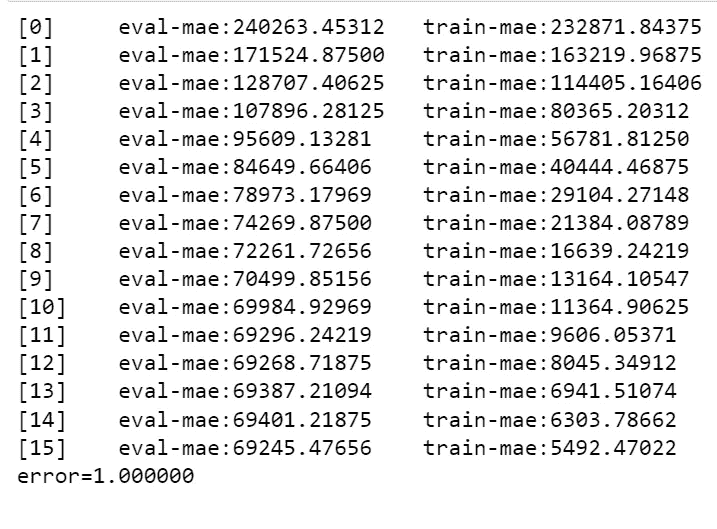 [0] eval-mae:240263.45312 train-mae:232871.84375
[1] eval-mae:171524.87500 train-mae:163219.96875
[2] eval-mae:128707.40625 train-mae:114405.16406
[3] eval-mae:107896.28125 train-mae:80365.20312
[4] eval-mae:95609.13281 train-mae:56781.81250
[5] eval-mae:84649.66406 train-mae:40444.46875
[6] eval-mae:78973.17969 train-mae:29104.27148
[7] eval-mae:74269.87500 train-mae:21384.08789
[8] eval-mae:72261.72656 train-mae:16639.24219
[9] eval-mae:70499.85156 train-mae:13164.10547
[10] eval-mae:69984.92969 train-mae:11364.90625
[11] eval-mae:69296.24219 train-mae:9606.05371
[12] eval-mae:69268.71875 train-mae:8045.34912
[13] eval-mae:69387.21094 train-mae:6941.51074
[14] eval-mae:69401.21875 train-mae:6303.78662
[15] eval-mae:69245.47656 train-mae:5492.47022
error=1.000000